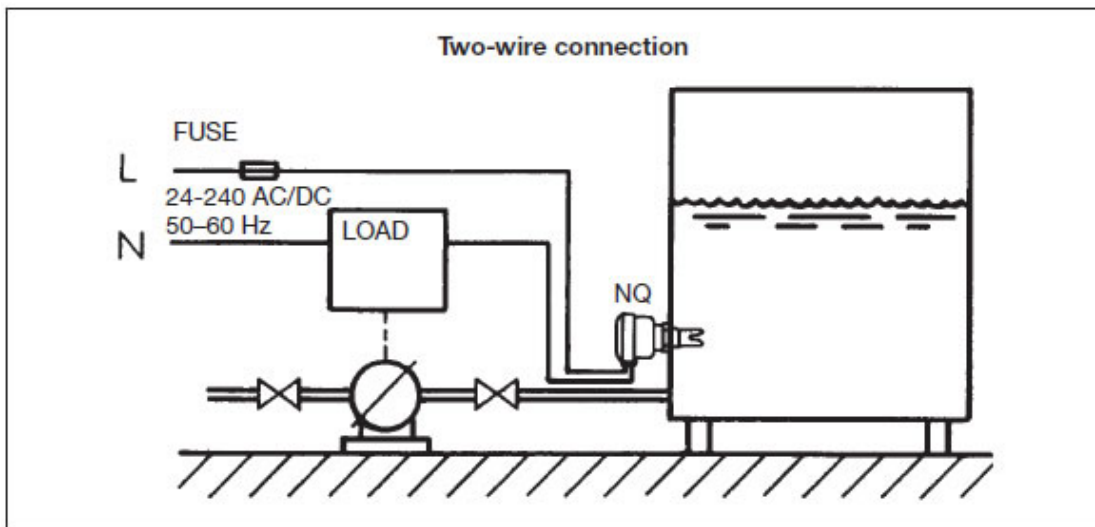 Two-wire connection
FUSE
L
24-240 AC/DC
50–60 Hz
N
LOAD
NQ